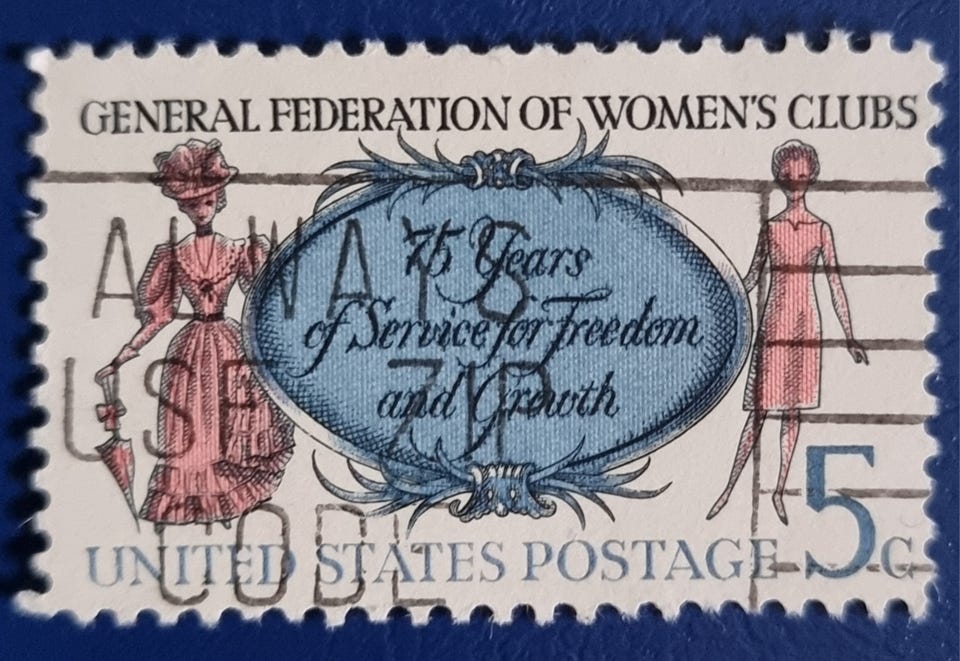 GENERAL FEDERATION OF WOMEN'S CLUBS
75 Years
of Service for Freedom
and Growth
ALWAYS
USE ZIP
CODE
UNITED STATES POSTAGE 5C